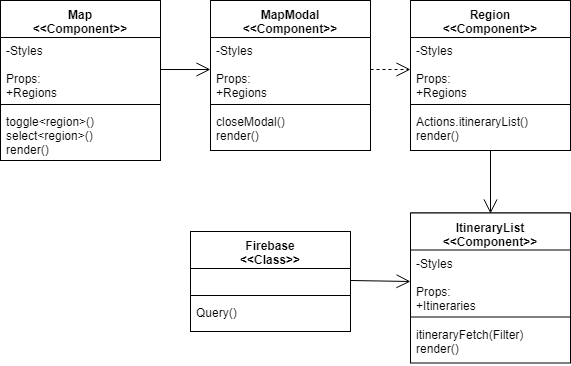 Map
<<Component>>
-Styles
Props:
+Regions
toggle<region>()
select<region>()
render()
MapModal
<<Component>>
-Styles
Props:
+Regions
closeModal()
render()
Region
<<Component>>
-Styles
Props:
+Regions
Actions.itineraryList()
render()
Firebase
<<Class>>
Query()
ItineraryList
<<Component>>
-Styles
Props:
+Itineraries
itineraryFetch(Filter)
render()